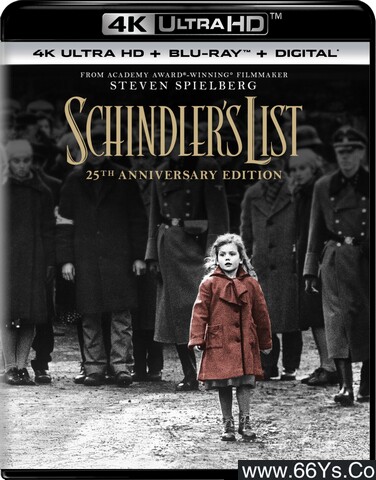 4K ULTRA HD™
4K ULTRA HD + BLU-RAY™ + DIGITAL*
FROM ACADEMY AWARD®-WINNING® FILMMAKER
STEVEN SPIELBERG
SCHINDLER'S LIST
25TH ANNIVERSARY EDITION
www.66Ys.Co